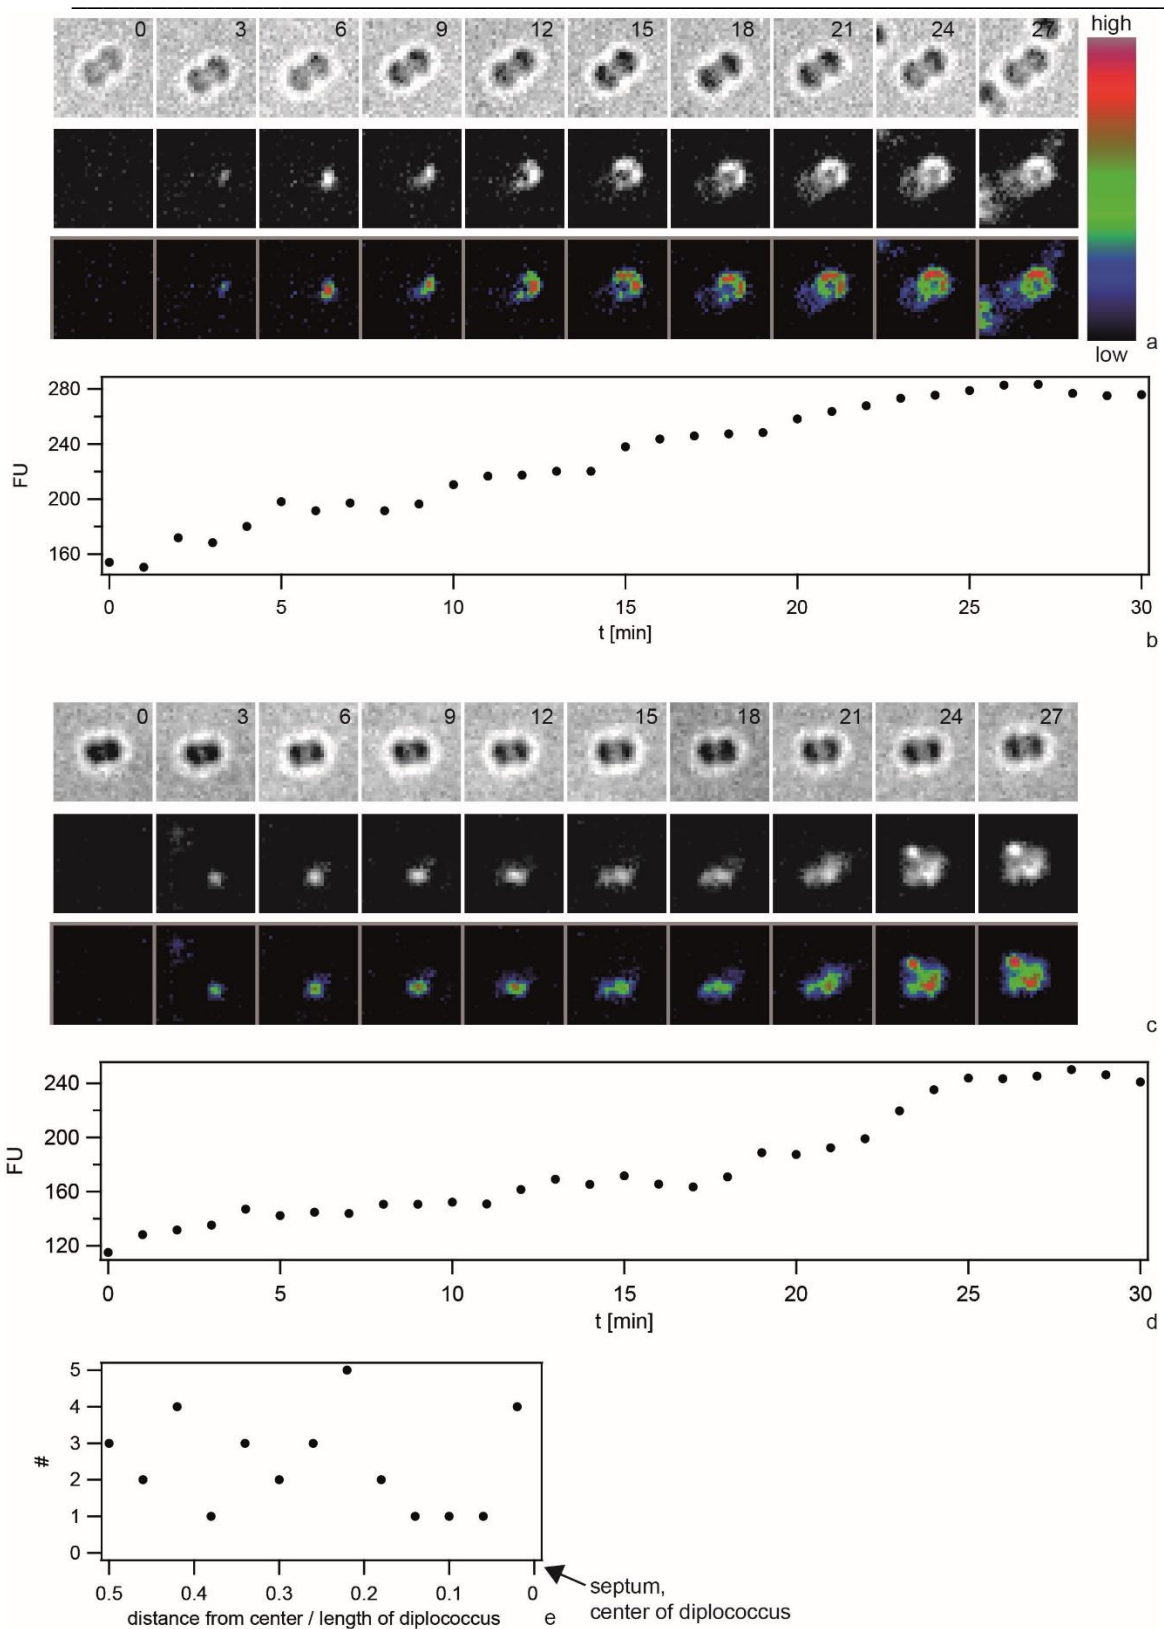 0 3 6 9 12 15 18 21 24 27
high
low
a
280
240
200
160
FU
0 5 10 15 20 25 30
t [min]
b
0 3 6 9 12 15 18 21 24 27
c
240
200
160
120
FU
0 5 10 15 20 25 30
t [min]
d
5
4
3
2
1
0
#
0.5 0.4 0.3 0.2 0.1 0
distance from center / length of diplococcus
e
septum,
center of diplococcus